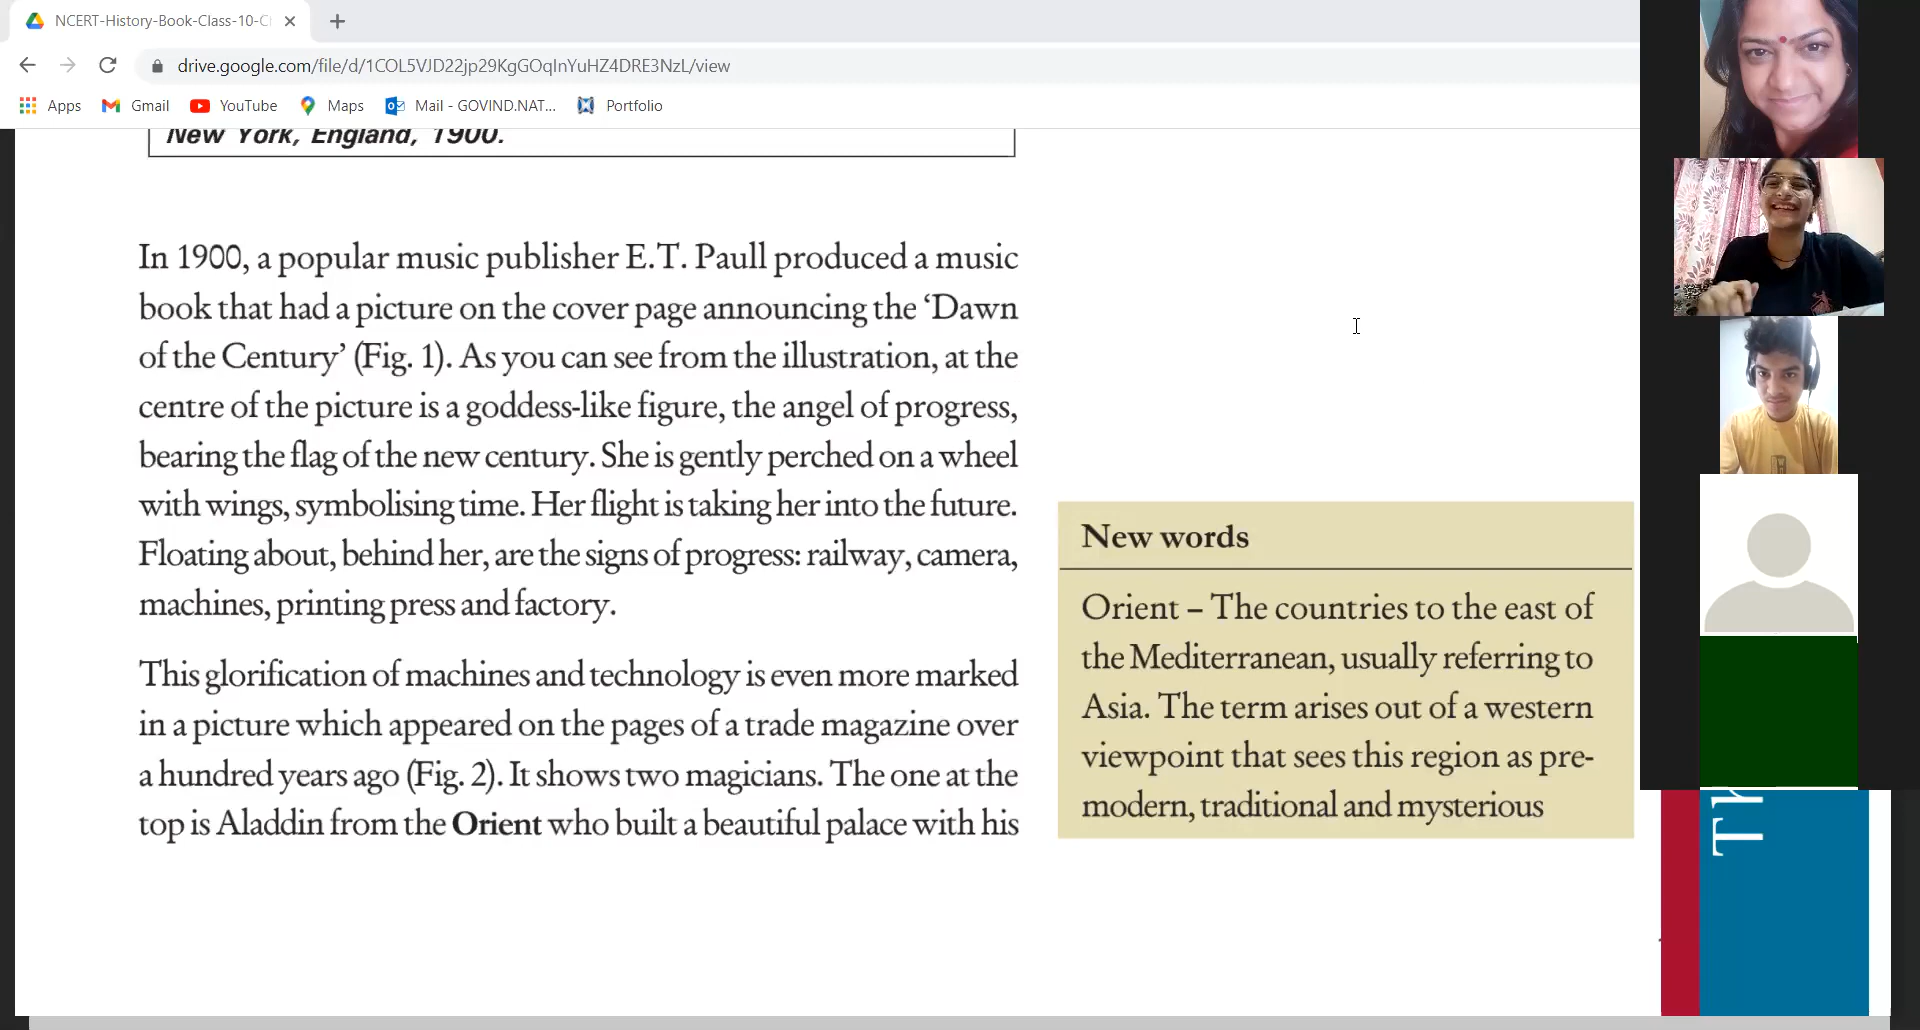 NCERT-History-Book-Class-10-C
drive.google.com/file/d/1COL5VJD22jp29KgGOqInYuHZ4DRE3NzL/view
Apps Gmail YouTube Maps Mail - GOVIND.NAT... Portfolio
New York, England, 1900.
In 1900, a popular music publisher E.T. Paull produced a music
book that had a picture on the cover page announcing the ‘Dawn
of the Century’ (Fig. 1). As you can see from the illustration, at the
centre of the picture is a goddess-like figure, the angel of progress,
bearing the flag of the new century. She is gently perched on a wheel
with wings, symbolising time. Her flight is taking her into the future.
Floating about, behind her, are the signs of progress: railway, camera,
machines, printing press and factory.
This glorification of machines and technology is even more marked
in a picture which appeared on the pages of a trade magazine over
a hundred years ago (Fig. 2). It shows two magicians. The one at the
top is Aladdin from the Orient who built a beautiful palace with his
New words
Orient – The countries to the east of
the Mediterranean, usually referring to
Asia. The term arises out of a western
viewpoint that sees this region as pre-
modern, traditional and mysterious